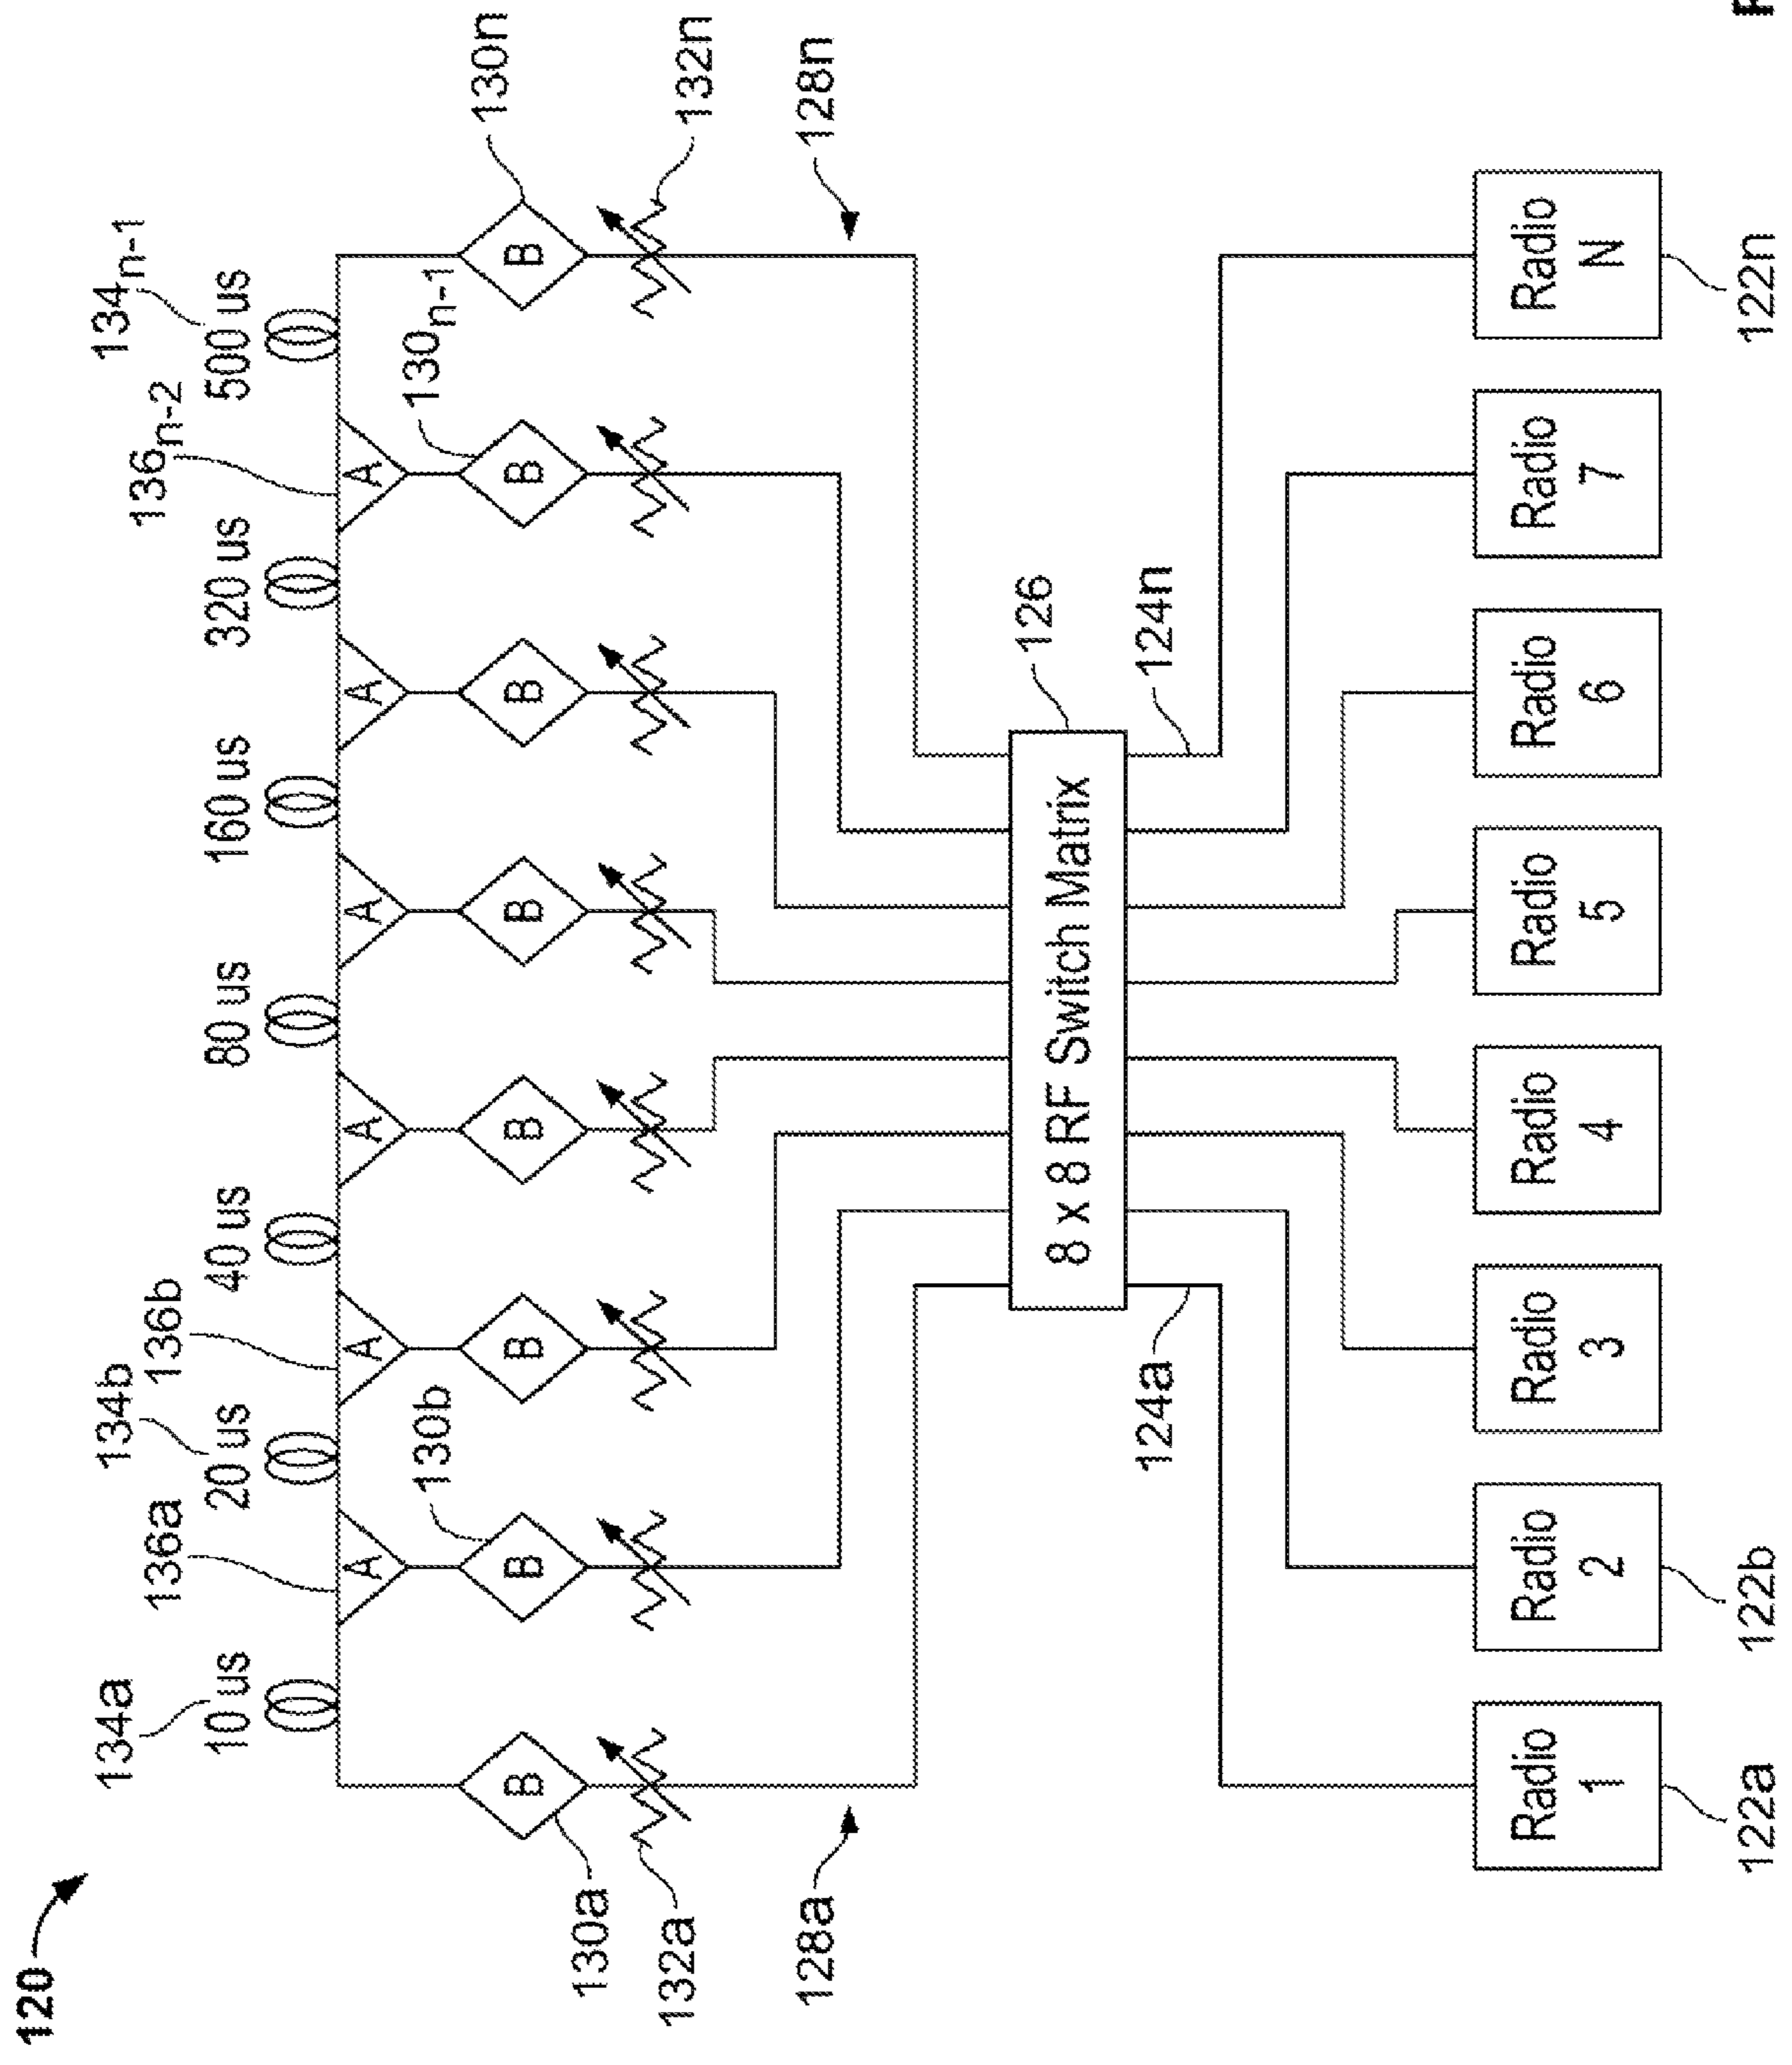 120
134a
136a
134b
136b
136n-2
134n-1
10 us
20 us
40 us
80 us
160 us
320 us
500 us
A
A
A
A
A
A
130b
130n-1
130n
B
B
B
B
B
B
B
B
130a
132a
132n
128a
128n
126
8 x 8 RF Switch Matrix
124a
124n
Radio 
1
Radio 
2
Radio 
3
Radio 
4
Radio 
5
Radio 
6
Radio 
7
Radio 
N
122a
122b
122n